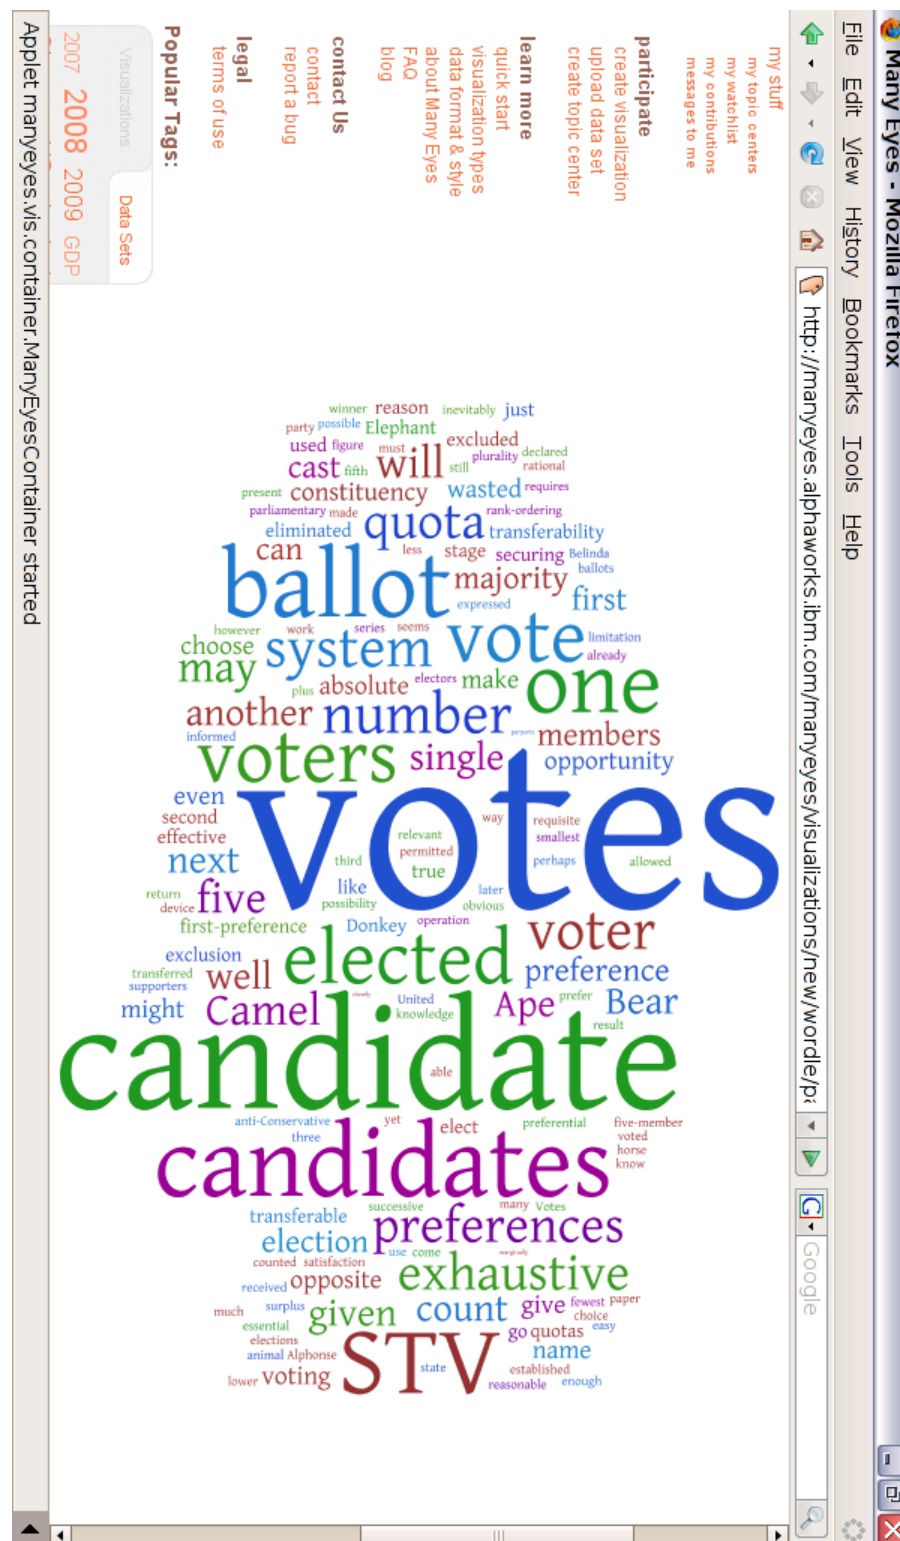 Many Eyes - Mozilla Firefox
File Edit View History Bookmarks Tools Help
http://manyeyes.alphaworks.ibm.com/manyeyes/visualizations/new/wordle/pa
Google
my stuff
my topic centers
my watchlist
my contributions
messages to me
participate
create visualization
upload data set
create topic center
learn more
quick start
visualization types
data format & style
about Many Eyes
FAQ
blog
contact Us
contact
report a bug
legal
terms of use
Popular Tags:
Visualizations Data Sets
2007 2008 2009 GDP
winner reason inevitably just
party possible Elephant
used figure must excluded
plurality declared
cast fifth will still rational
present constituency wasted requires
parliamentary made quota rank-ordering
eliminated transferability
can less stage securing Belinda
ballots
ballot majority
expressed first
however work series seems
choose system vote limitation
already
may plus absolute electors make one
another number members
informed
voters single opportunity
even votes
second way requisite
effective relevant smallest
permitted
next third true perhaps allowed
return five like later
device possibility obvious
first-preference Donkey operation voter
exclusion elected
transferred well preference
supporters
might Camel United Ape prefer Bear
knowledge result
candidate
able
anti-Conservative yet elect preferential five-member
three voted
horse
candidates know
successive many Votes
transferable preferences
election use come
counted satisfaction
received opposite exhaustive
much surplus given count give fewest paper
choice
essential go quotas easy
elections
animal Alphonse STV name
state established
lower voting reasonable enough
Applet manyeyes.vis.container.ManyEyesContainer started